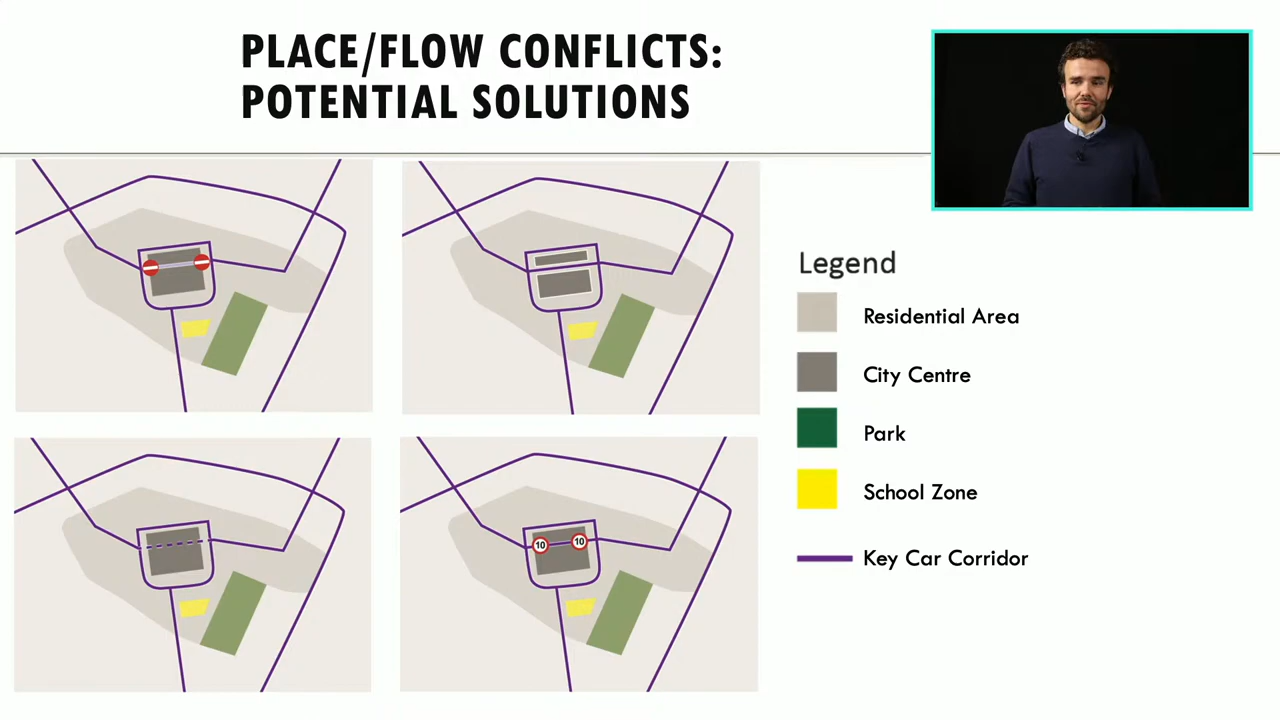 PLACE/FLOW CONFLICTS:
POTENTIAL SOLUTIONS
Legend
Residential Area
City Centre
Park
School Zone
Key Car Corridor
10 10